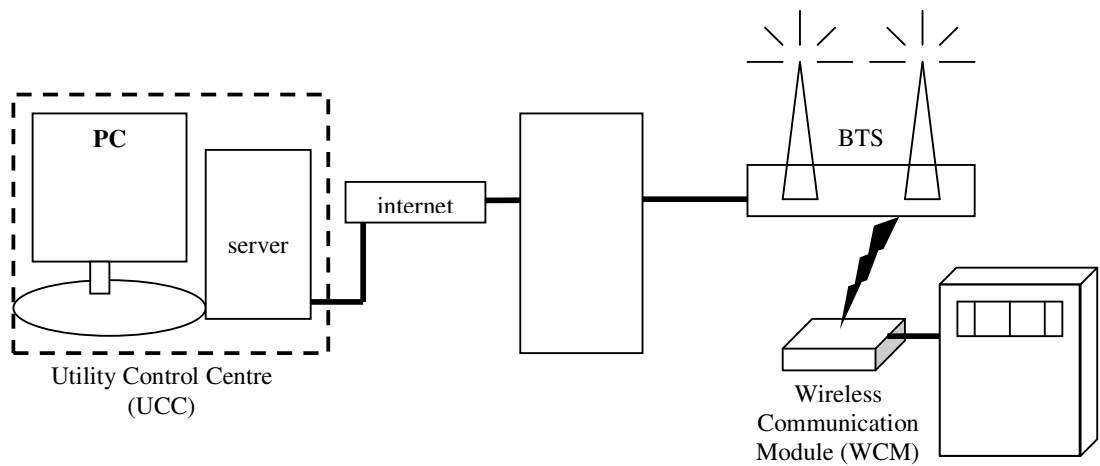 PC
server
internet
BTS
Utility Control Centre
(UCC)
Wireless
Communication
Module (WCM)